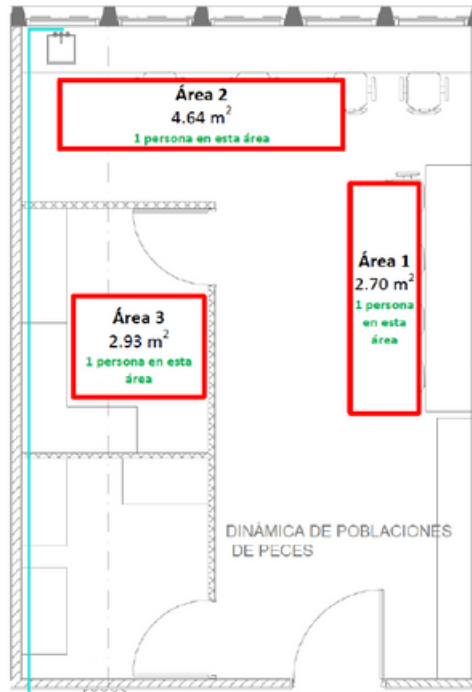 Área 2
4.64 m²
1 persona en esta área
Área 1
2.70 m²
1 persona
en esta
área
Área 3
2.93 m²
1 persona en esta
área
DINÁMICA DE POBLACIONES
DE PECES